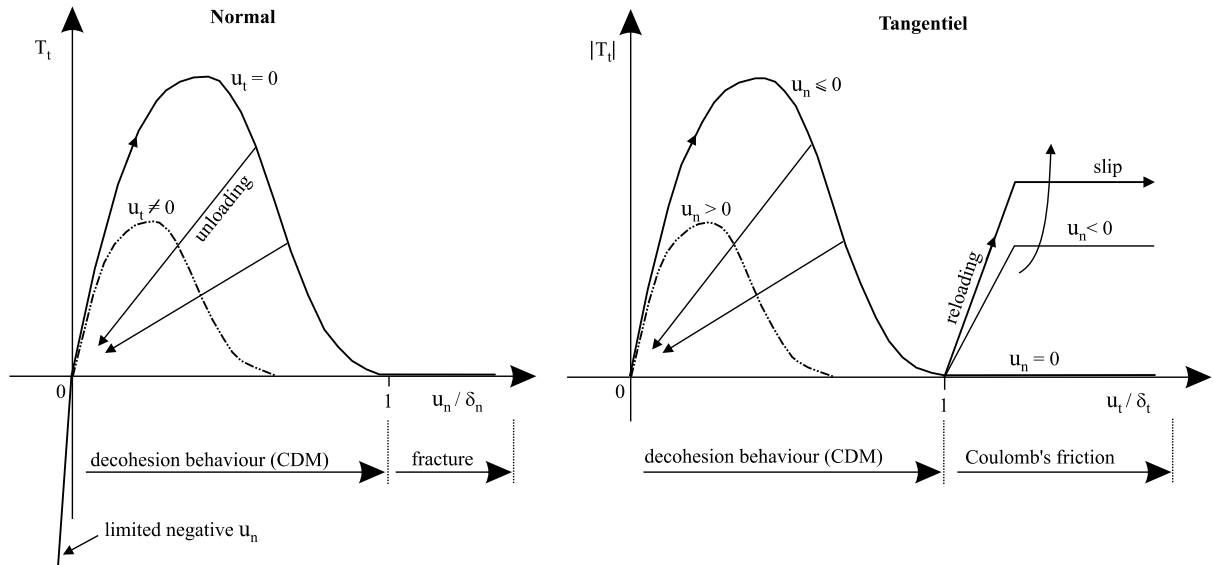 Normal
T_t
u_t = 0
u_t ≠ 0
unloading
0
1
u_n / δ_n
decohesion behaviour (CDM)
fracture
limited negative u_n
Tangentiel
|T_t|
u_n ⩽ 0
u_n > 0
slip
u_n < 0
reloading
u_n = 0
0
1
u_t / δ_t
decohesion behaviour (CDM)
Coulomb's friction